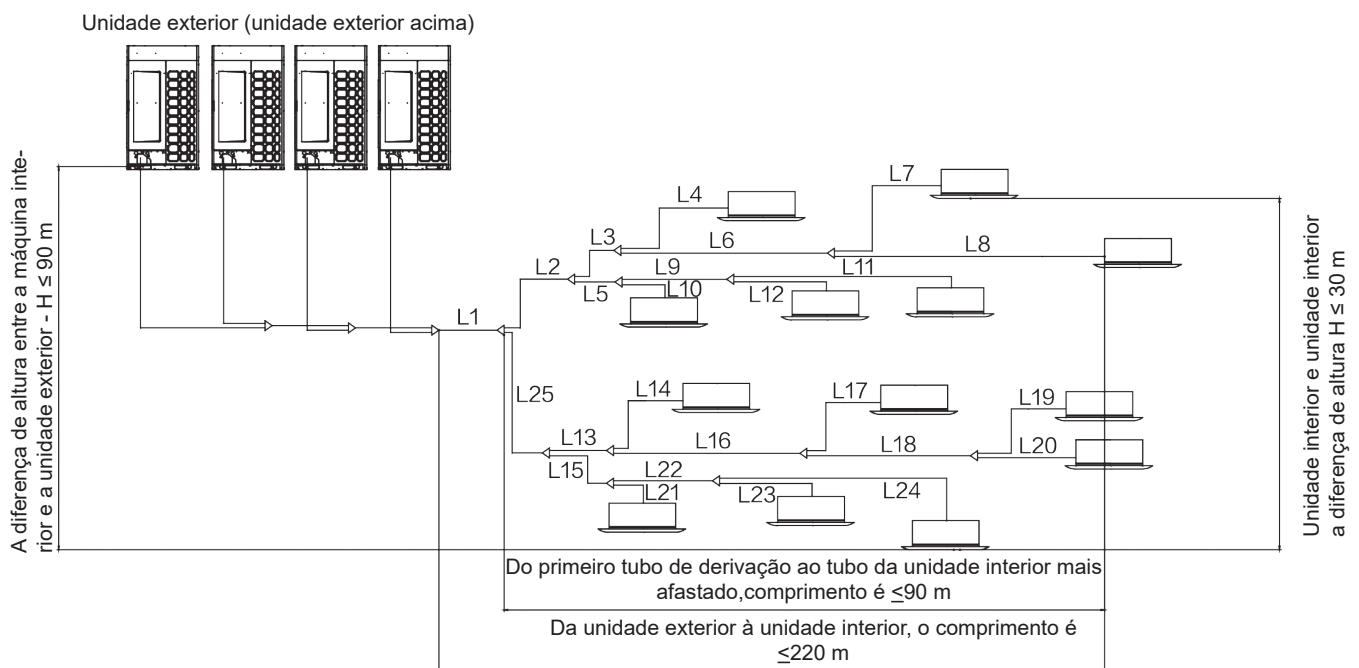 Unidade exterior (unidade exterior acima)
A diferença de altura entre a máquina inte-
rior e a unidade exterior - H ≤ 90 m
L7
L4
L3
L6
L8
L2
L9
L11
L5
L10
L12
L1
L25
L14
L17
L19
L13
L16
L18
L20
L15
L22
L21
L23
L24
Unidade interior e unidade interior
a diferença de altura H ≤ 30 m
Do primeiro tubo de derivação ao tubo da unidade interior mais
afastado,comprimento é ≤90 m
Da unidade exterior à unidade interior, o comprimento é
≤220 m